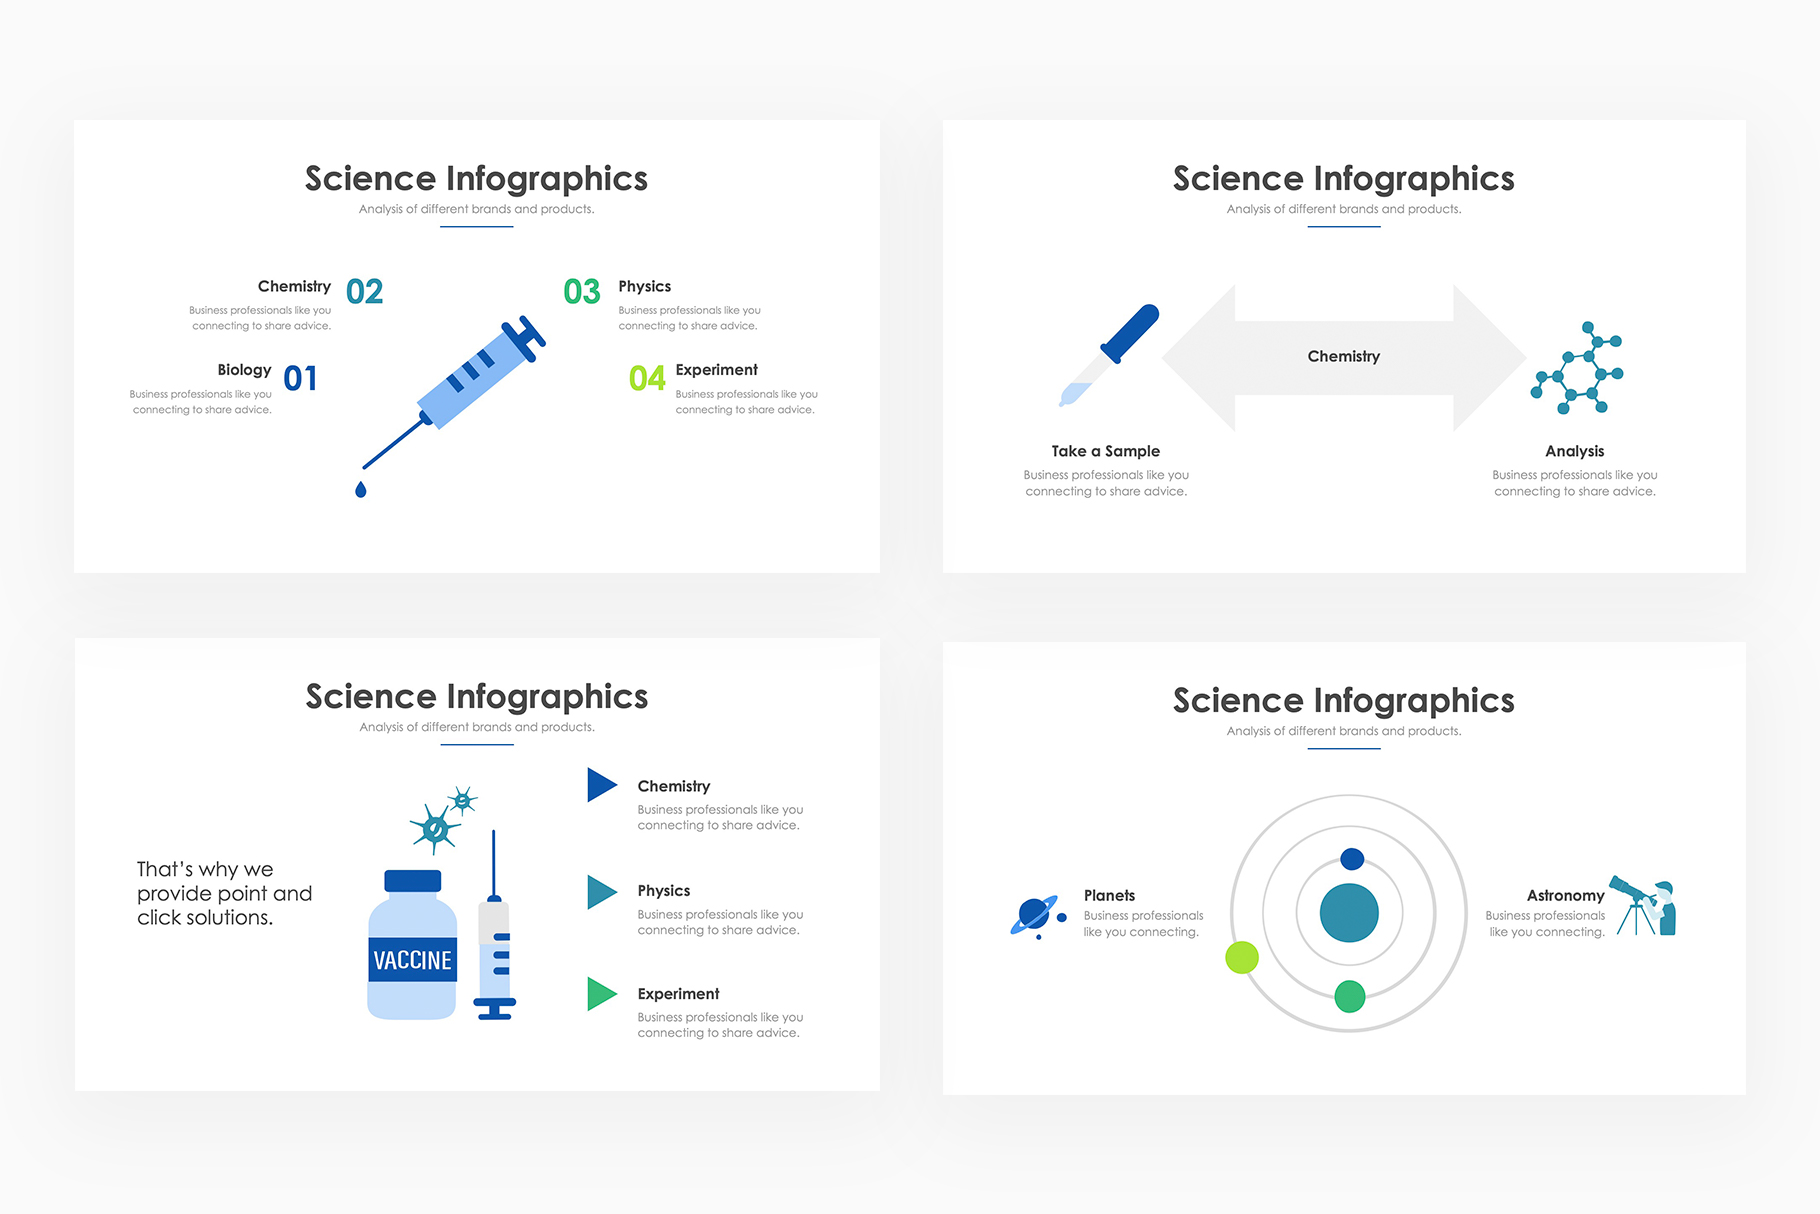 Science Infographics
Analysis of different brands and products.
Chemistry
02
Business professionals like you
connecting to share advice.
Biology
01
Business professionals like you
connecting to share advice.
03
Physics
Business professionals like you
connecting to share advice.
04
Experiment
Business professionals like you
connecting to share advice.
Science Infographics
Analysis of different brands and products.
Chemistry
Take a Sample
Business professionals like you
connecting to share advice.
Analysis
Business professionals like you
connecting to share advice.
Science Infographics
Analysis of different brands and products.
That's why we
provide point and
click solutions.
VACCINE
Chemistry
Business professionals like you
connecting to share advice.
Physics
Business professionals like you
connecting to share advice.
Experiment
Business professionals like you
connecting to share advice.
Science Infographics
Analysis of different brands and products.
Planets
Business professionals
like you connecting.
Astronomy
Business professionals
like you connecting.